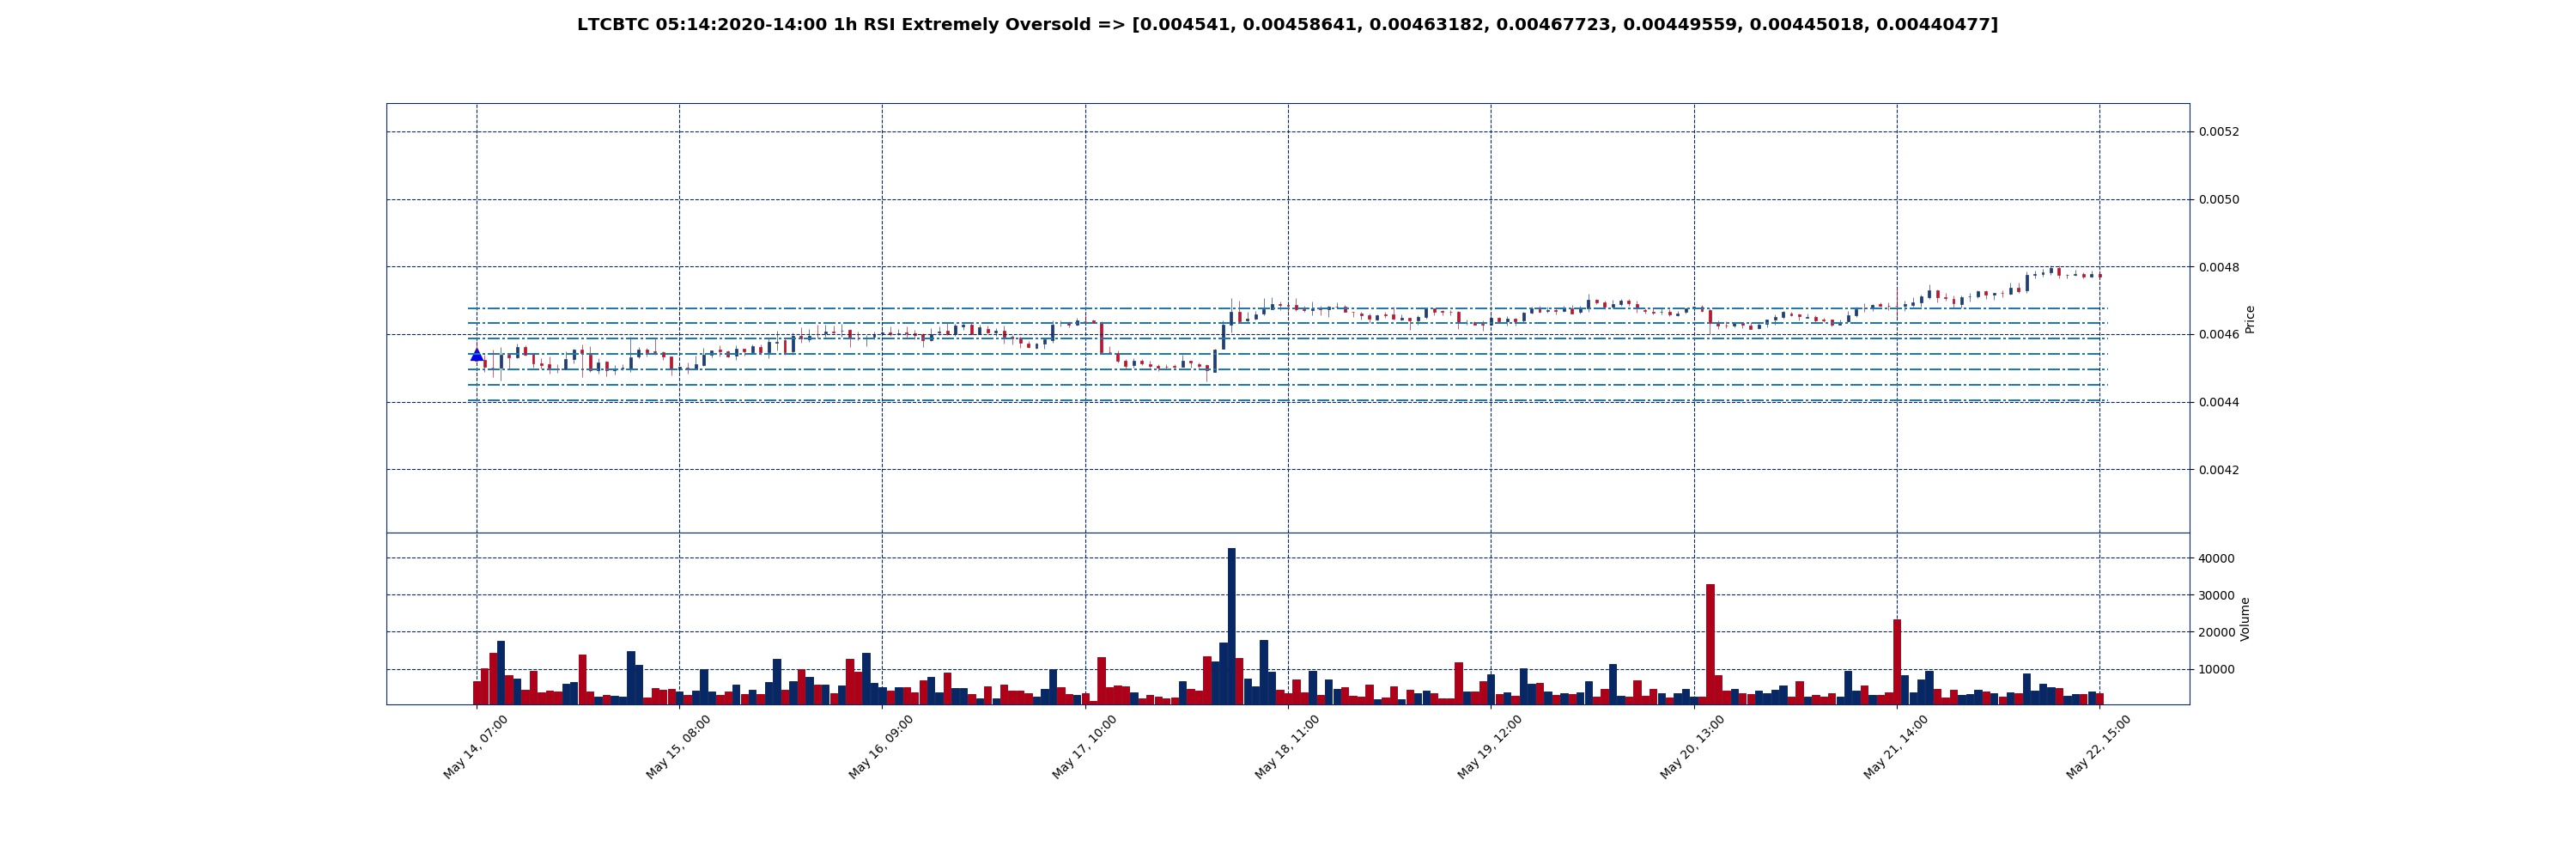 LTCBTC 05:14:2020-14:00 1h RSI Extremely Oversold => [0.004541, 0.00458641, 0.00463182, 0.00467723, 0.00449559, 0.00445018, 0.00440477]
0.0052
0.0050
0.0048
0.0046
0.0044
0.0042
Price
40000
30000
20000
10000
Volume
May 14, 07:00
May 15, 08:00
May 16, 09:00
May 17, 10:00
May 18, 11:00
May 19, 12:00
May 20, 13:00
May 21, 14:00
May 22, 15:00